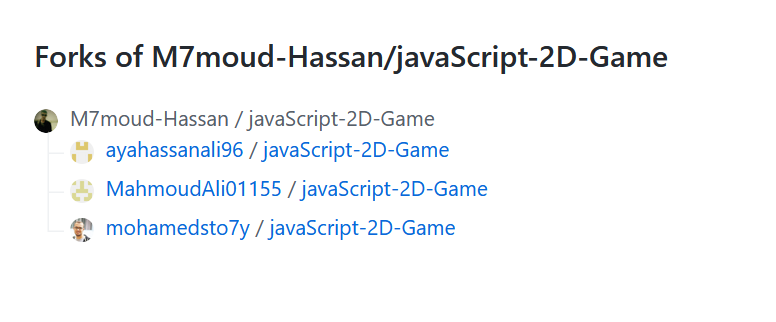 Forks of M7moud-Hassan/javaScript-2D-Game
M7moud-Hassan / javaScript-2D-Game
ayahassanali96 / javaScript-2D-Game
MahmoudAli01155 / javaScript-2D-Game
mohamedsto7y / javaScript-2D-Game